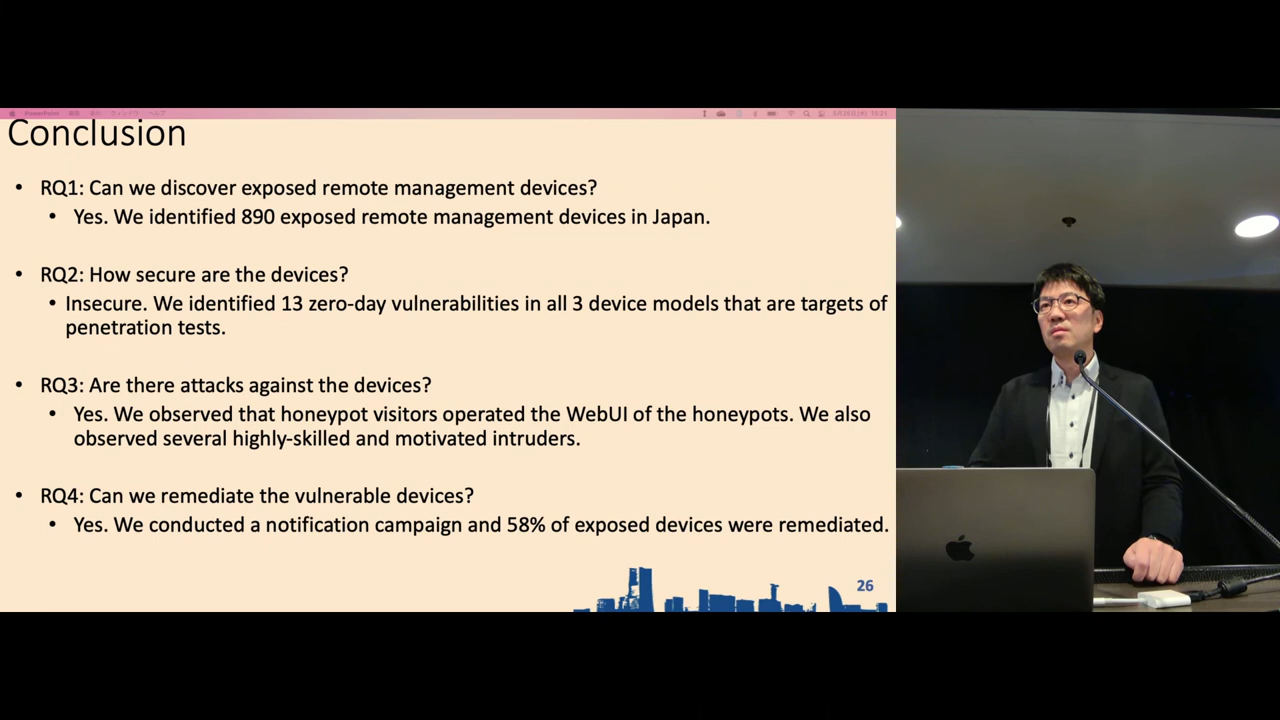 PowerPoint
Conclusion
• RQ1: Can we discover exposed remote management devices?
• Yes. We identified 890 exposed remote management devices in Japan.
• RQ2: How secure are the devices?
• Insecure. We identified 13 zero-day vulnerabilities in all 3 device models that are targets of
penetration tests.
• RQ3: Are there attacks against the devices?
• Yes. We observed that honeypot visitors operated the WebUI of the honeypots. We also
observed several highly-skilled and motivated intruders.
• RQ4: Can we remediate the vulnerable devices?
• Yes. We conducted a notification campaign and 58% of exposed devices were remediated.
26